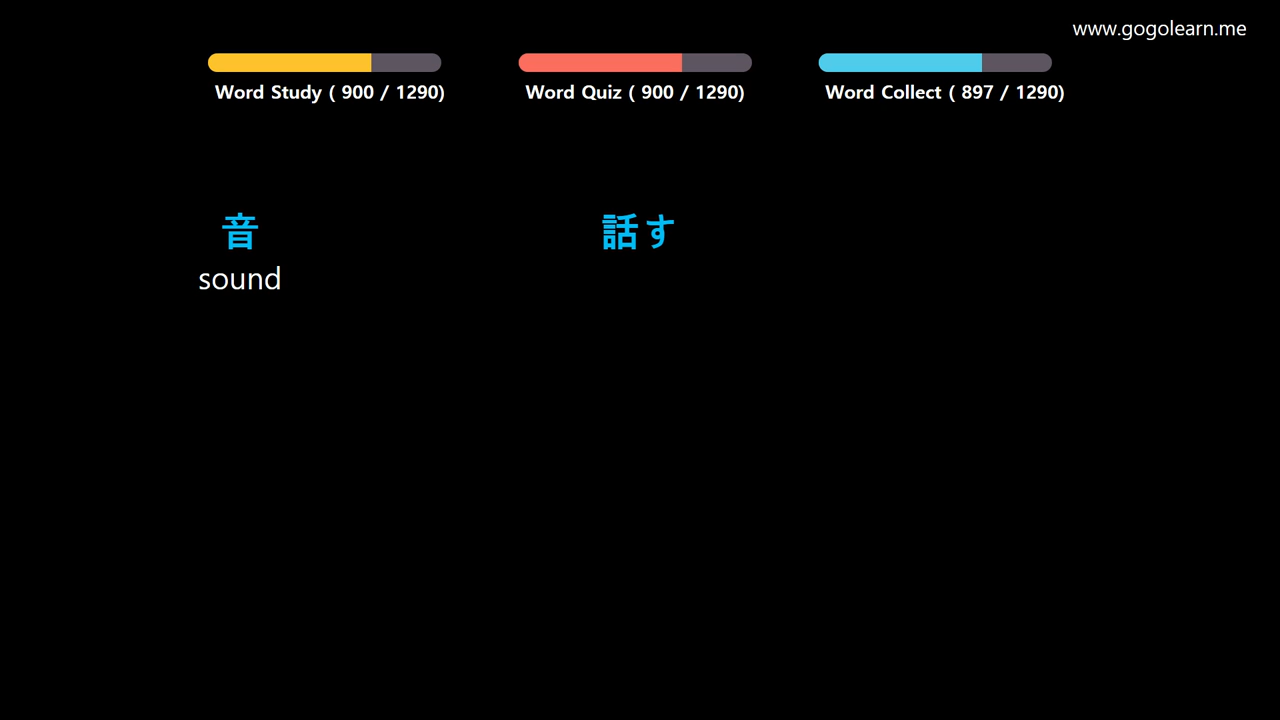 www.gogolearn.me
Word Study ( 900 / 1290)
Word Quiz ( 900 / 1290)
Word Collect ( 897 / 1290)
音
sound
話す